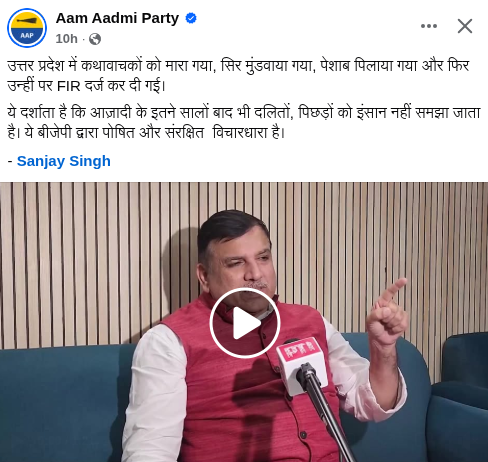 Aam Aadmi Party
AAP
10h ·
उत्तर प्रदेश में कथावाचकों को मारा गया, सिर मुंडवाया गया, पेशाब पिलाया गया और फिर
उन्हीं पर FIR दर्ज कर दी गई।
ये दर्शाता है कि आज़ादी के इतने सालों बाद भी दलितों, पिछड़ों को इंसान नहीं समझा जाता
है। ये बीजेपी द्वारा पोषित और संरक्षित विचारधारा है।
- Sanjay Singh
PTI